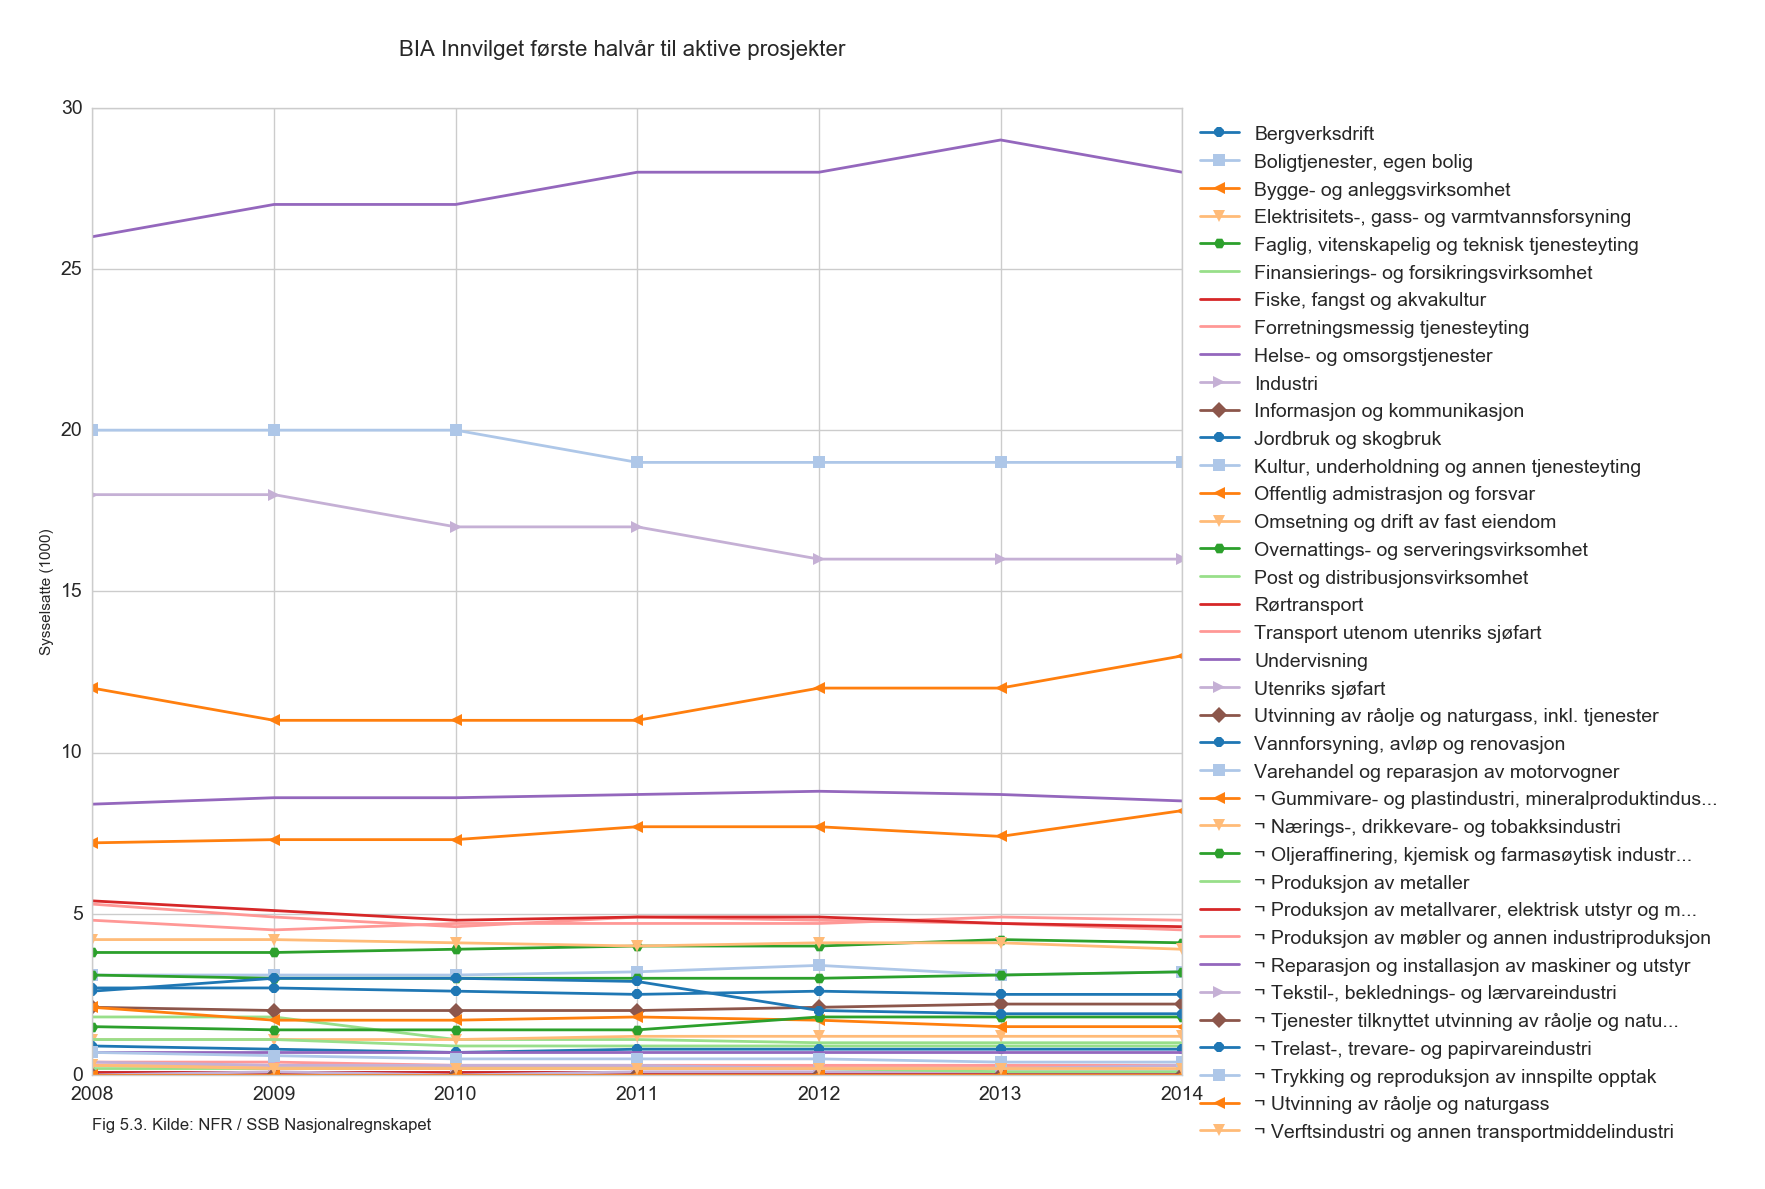 BIA Innvilget første halvår til aktive prosjekter
30
25
20
15
10
5
0
Sysselsatte (1000)
2008
2009
2010
2011
2012
2013
2014
Bergverksdrift
Boligtjenester, egen bolig
Bygge- og anleggsvirksomhet
Elektrisitets-, gass- og varmtvannsforsyning
Faglig, vitenskapelig og teknisk tjenesteyting
Finansierings- og forsikringsvirksomhet
Fiske, fangst og akvakultur
Forretningsmessig tjenesteyting
Helse- og omsorgstjenester
Industri
Informasjon og kommunikasjon
Jordbruk og skogbruk
Kultur, underholdning og annen tjenesteyting
Offentlig admistrasjon og forsvar
Omsetning og drift av fast eiendom
Overnattings- og serveringsvirksomhet
Post og distribusjonsvirksomhet
Rørtransport
Transport utenom utenriks sjøfart
Undervisning
Utenriks sjøfart
Utvinning av råolje og naturgass, inkl. tjenester
Vannforsyning, avløp og renovasjon
Varehandel og reparasjon av motorvogner
¬ Gummivare- og plastindustri, mineralproduktindus...
¬ Nærings-, drikkevare- og tobakksindustri
¬ Oljeraffinering, kjemisk og farmasøytisk industr...
¬ Produksjon av metaller
¬ Produksjon av metallvarer, elektrisk utstyr og m...
¬ Produksjon av møbler og annen industriproduksjon
¬ Reparasjon og installasjon av maskiner og utstyr
¬ Tekstil-, beklednings- og lærvareindustri
¬ Tjenester tilknyttet utvinning av råolje og natu...
¬ Trelast-, trevare- og papirvareindustri
¬ Trykking og reproduksjon av innspilte opptak
¬ Utvinning av råolje og naturgass
¬ Verftsindustri og annen transportmiddelindustri
Fig 5.3. Kilde: NFR / SSB Nasjonalregnskapet